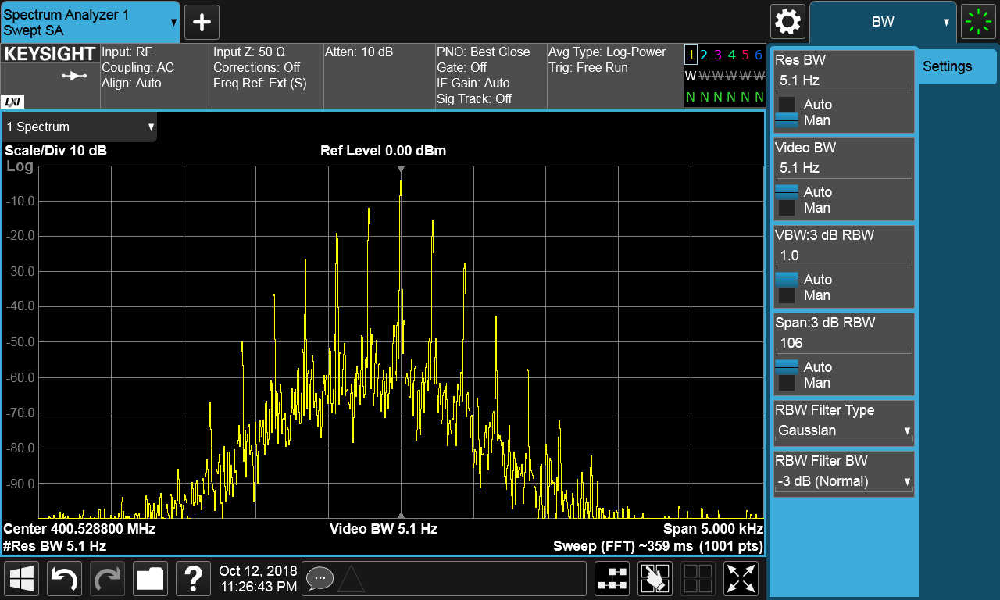 Spectrum Analyzer 1
Swept SA
BW
KEYSIGHT
LXI
Input: RF
Coupling: AC
Align: Auto
Input Z: 50 Ω
Corrections: Off
Freq Ref: Ext (S)
Atten: 10 dB
PNO: Best Close
Gate: Off
IF Gain: Auto
Sig Track: Off
Avg Type: Log-Power
Trig: Free Run
1 2 3 4 5 6
W W W W W W
N N N N N N
1 Spectrum
Scale/Div 10 dB
Ref Level 0.00 dBm
Log
-10.0
-20.0
-30.0
-40.0
-50.0
-60.0
-70.0
-80.0
-90.0
Center 400.528800 MHz
Video BW 5.1 Hz
Span 5.000 kHz
#Res BW 5.1 Hz
Sweep (FFT) ~359 ms (1001 pts)
Res BW
5.1 Hz
Auto
Man
Video BW
5.1 Hz
Auto
Man
VBW:3 dB RBW
1.0
Auto
Man
Span:3 dB RBW
106
Auto
Man
RBW Filter Type
Gaussian
RBW Filter BW
-3 dB (Normal)
Settings
?
Oct 12, 2018
11:26:43 PM